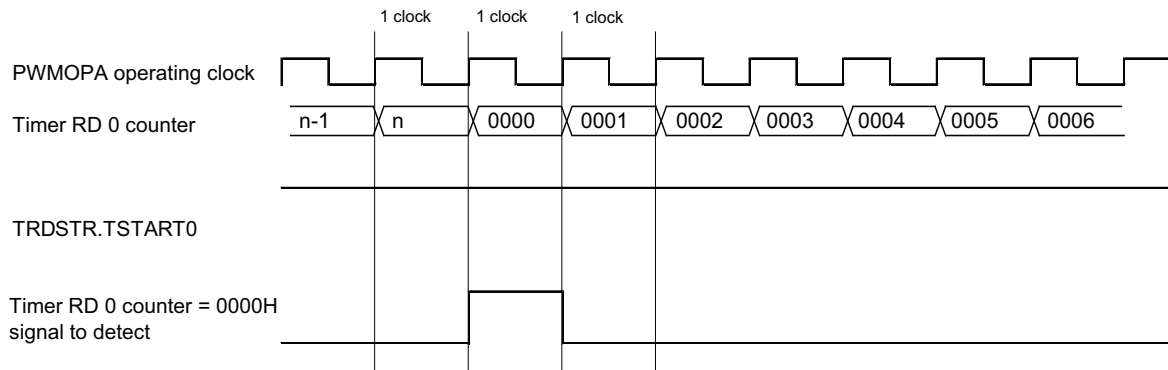 1 clock 1 clock 1 clock
PWMOPA operating clock
Timer RD 0 counter n-1 n 0000 0001 0002 0003 0004 0005 0006
TRDSTR.TSTART0
Timer RD 0 counter = 0000H
signal to detect